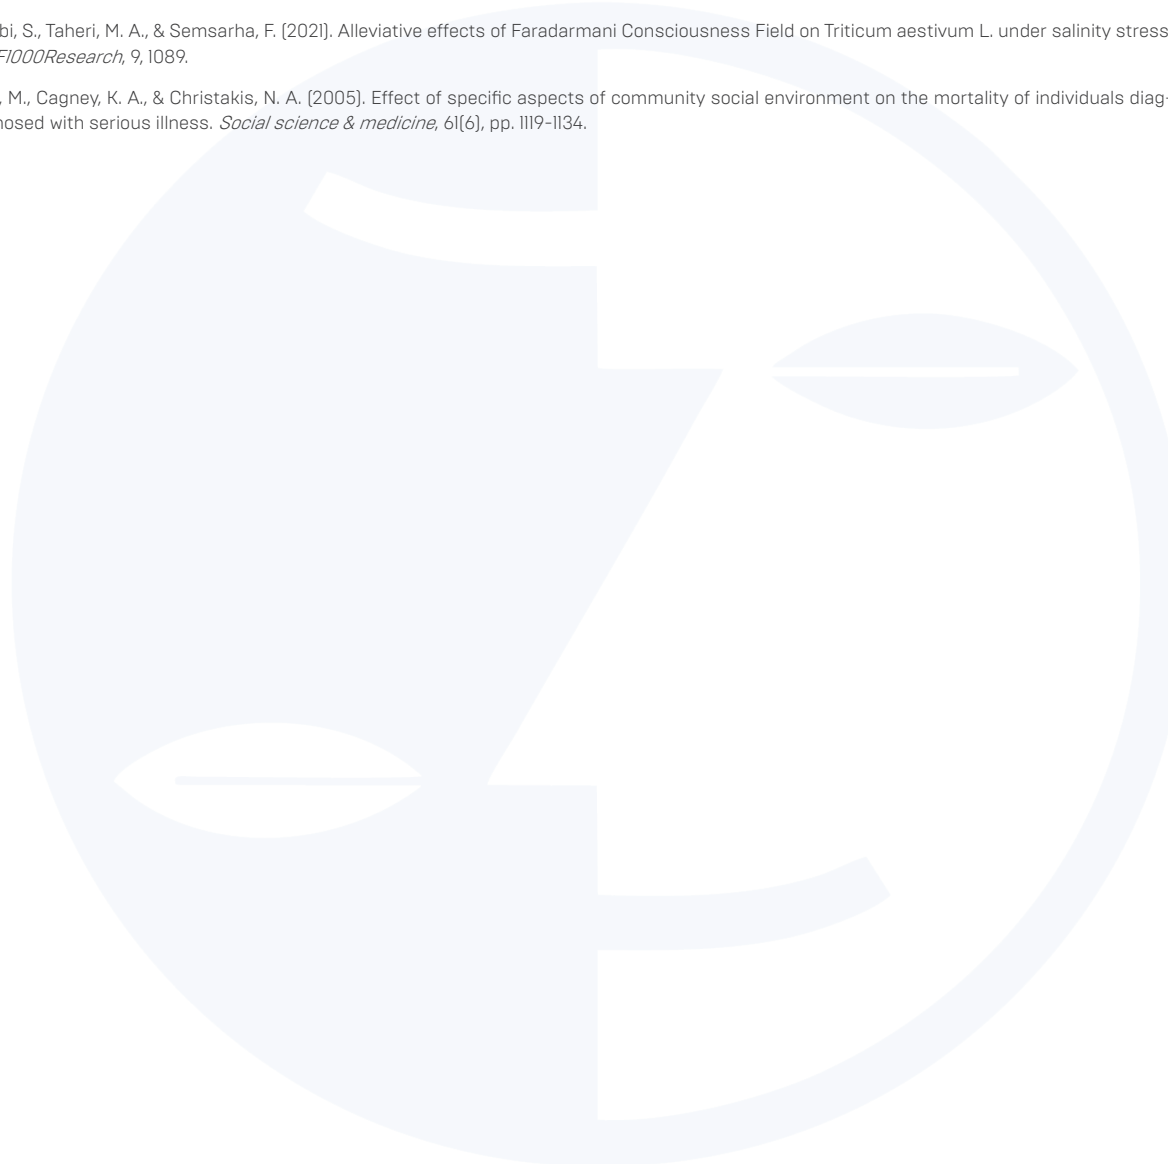 bi, S., Taheri, M. A., & Semsarha, F. (2021). Alleviative effects of Faradarmani Consciousness Field on Triticum aestivum L. under salinity stress
F1000Research, 9, 1089.
, M., Cagney, K. A., & Christakis, N. A. (2005). Effect of specific aspects of community social environment on the mortality of individuals diag-
nosed with serious illness. Social science & medicine, 61(6), pp. 1119-1134.